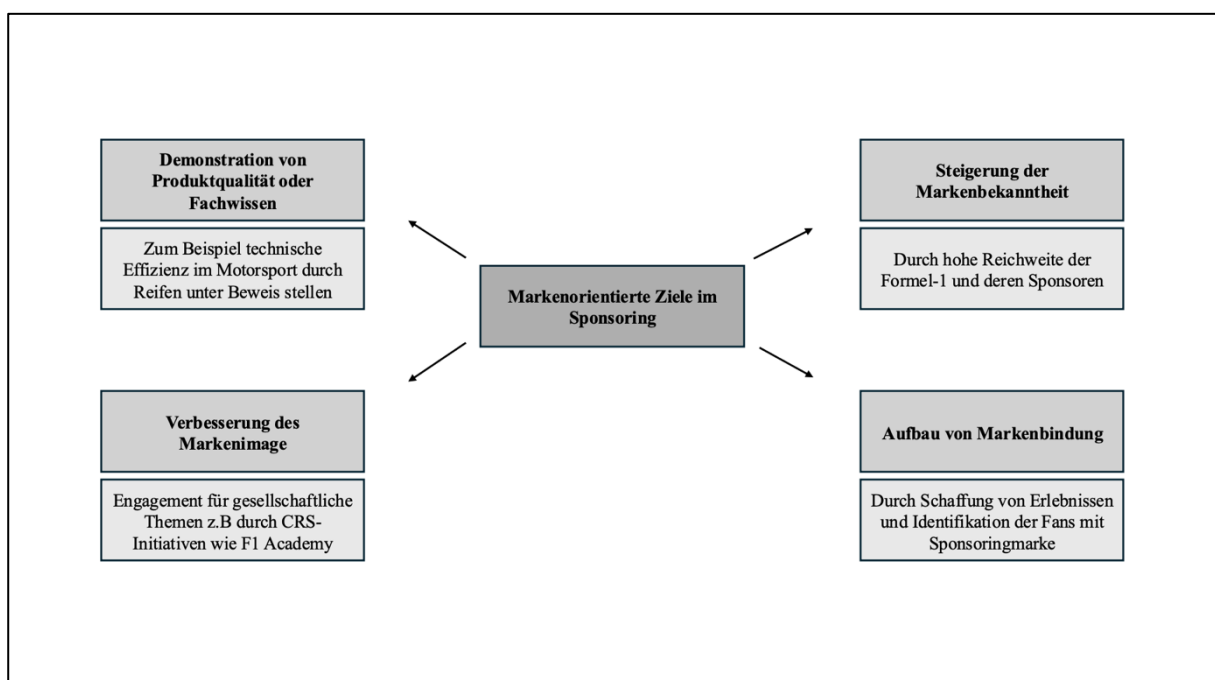 Demonstration von
Produktqualität oder
Fachwissen
Zum Beispiel technische
Effizienz im Motorsport durch
Reifen unter Beweis stellen
Steigerung der
Markenbekanntheit
Durch hohe Reichweite der
Formel-1 und deren Sponsoren
Markenorientierte Ziele im
Sponsoring
Verbesserung des
Markenimage
Engagement für gesellschaftliche
Themen z.B durch CRS-
Initiativen wie F1 Academy
Aufbau von Markenbindung
Durch Schaffung von Erlebnissen
und Identifikation der Fans mit
Sponsoringmarke